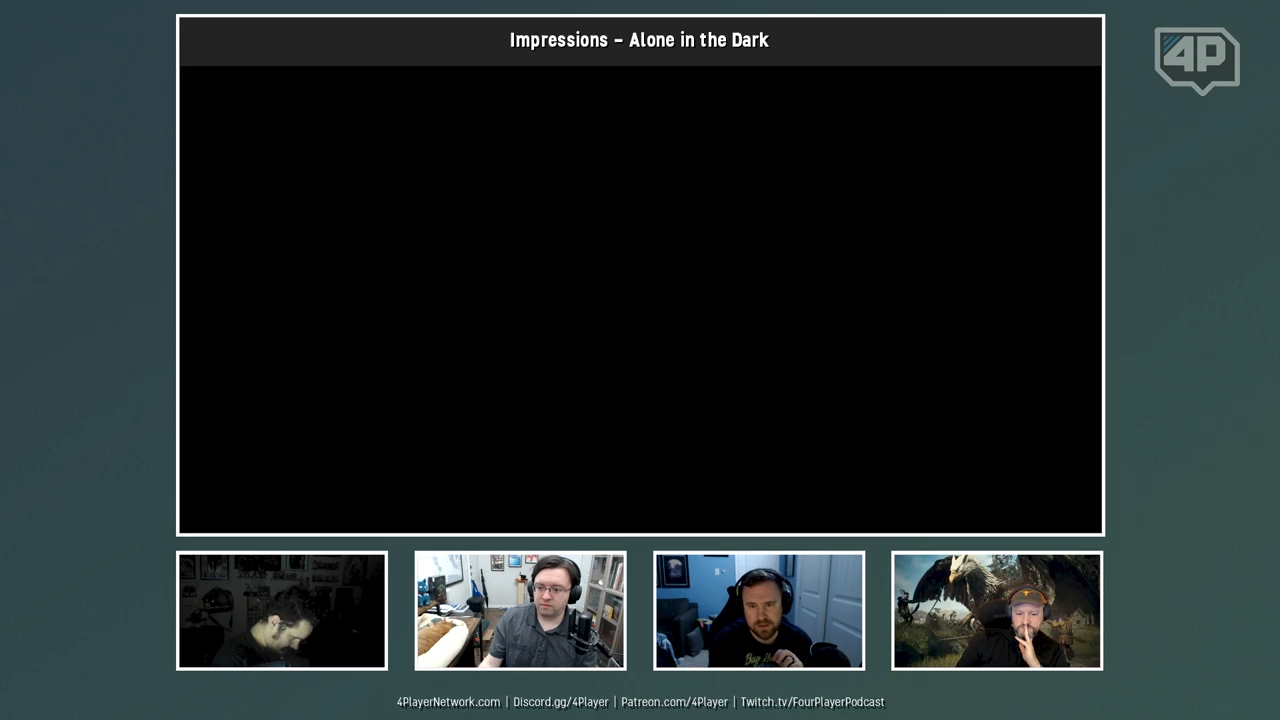 Impressions – Alone in the Dark
4P
4PlayerNetwork.com | Discord.gg/4Player | Patreon.com/4Player | Twitch.tv/FourPlayerPodcast